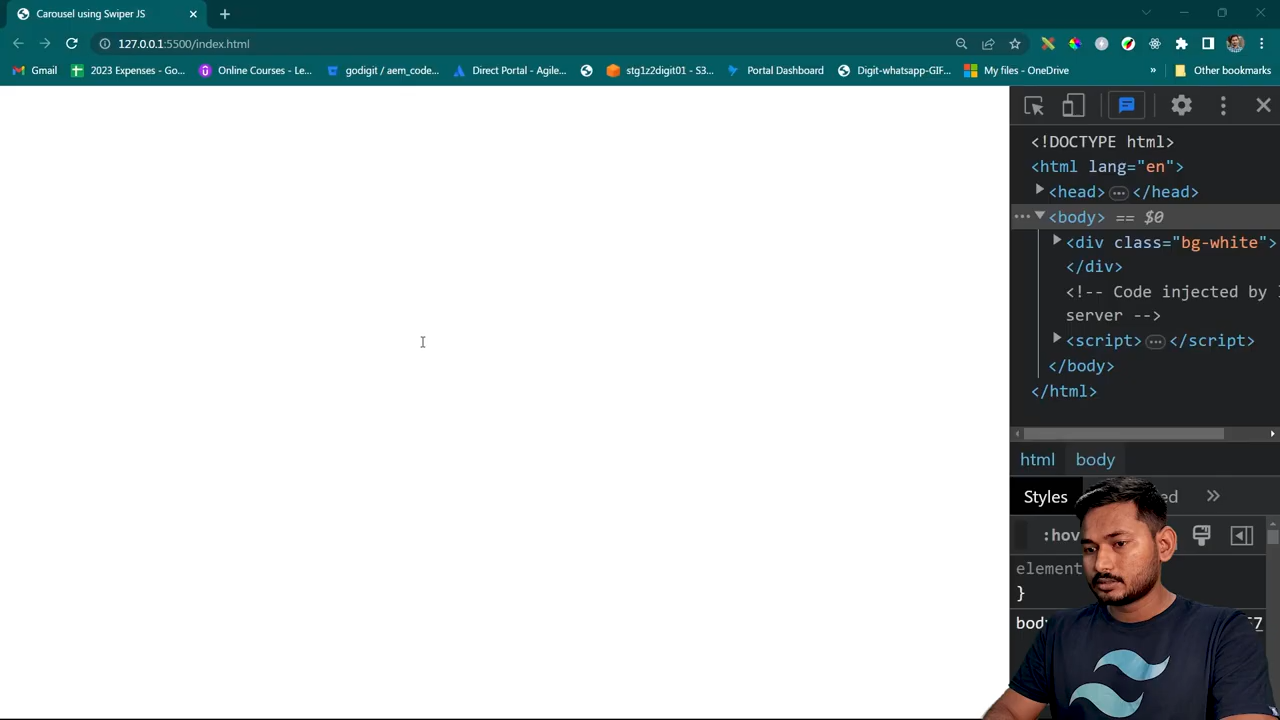 Carousel using Swiper JS
127.0.0.1:5500/index.html
Gmail
2023 Expenses - Go...
Online Courses - Le...
godigit / aem_code...
Direct Portal - Agile...
stg1z2digit01 - S3...
Portal Dashboard
Digit-whatsapp-GIF...
My files - OneDrive
»
Other bookmarks
<!DOCTYPE html>
<html lang="en">
<head> ... </head>
... <body> == $0
<div class="bg-white">
</div>
<!-- Code injected by
server -->
<script> ... </script>
</body>
</html>
html body
Styles »
:hov
element
}